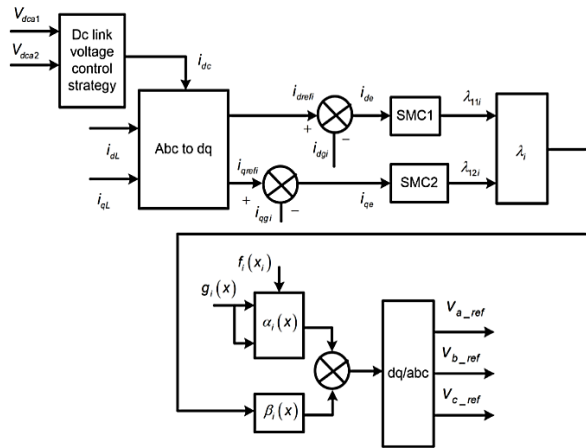 V_dca1
V_dca2
Dc link
voltage
control
strategy
i_dc
Abc to dq
i_dL
i_qL
i_drefi
+
−
i_dgi
i_de
SMC1
λ_11i
i_qrefi
+
−
i_qgi
i_qe
SMC2
λ_12i
λ_i
f_i(x_i)
g_i(x)
α_i(x)
β_i(x)
dq/abc
V_a_ref
V_b_ref
V_c_ref